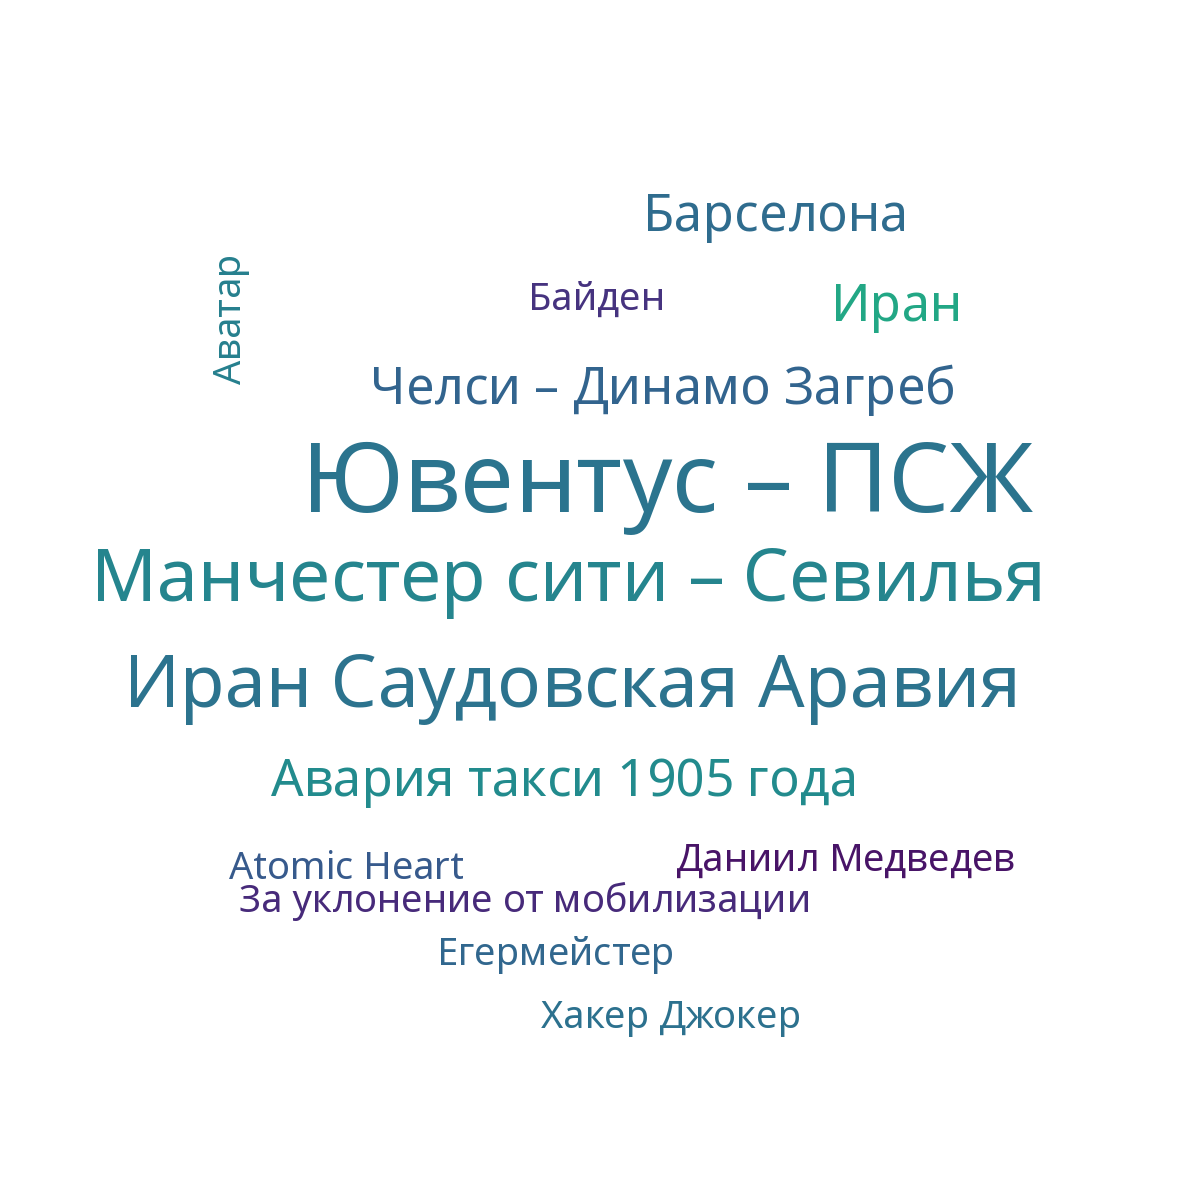 Барселона
Аватар
Байден
Иран
Челси – Динамо Загреб
Ювентус – ПСЖ
Манчестер сити – Севилья
Иран Саудовская Аравия
Авария такси 1905 года
Atomic Heart
Даниил Медведев
За уклонение от мобилизации
Егермейстер
Хакер Джокер